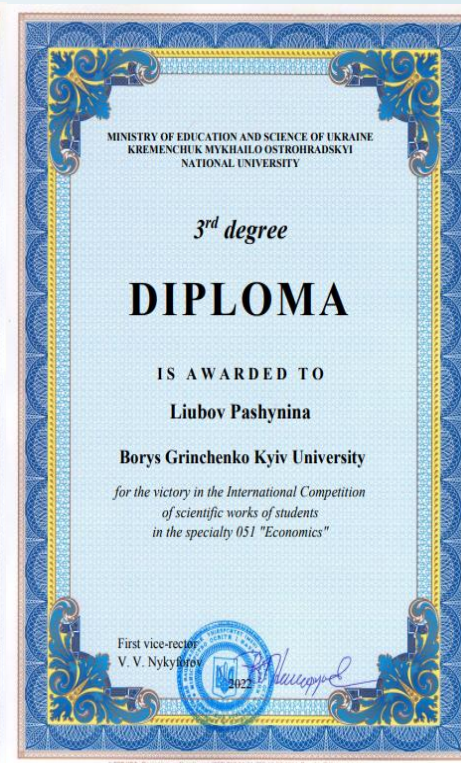 MINISTRY OF EDUCATION AND SCIENCE OF UKRAINE
KREMENCHUK MYKHAILO OSTROHRADSKYI
NATIONAL UNIVERSITY
3rd degree
DIPLOMA
IS AWARDED TO
Liubov Pashynina
Borys Grinchenko Kyiv University
for the victory in the International Competition
of scientific works of students
in the specialty 051 "Economics"
First vice-rector
V. V. Nykyforov
2022